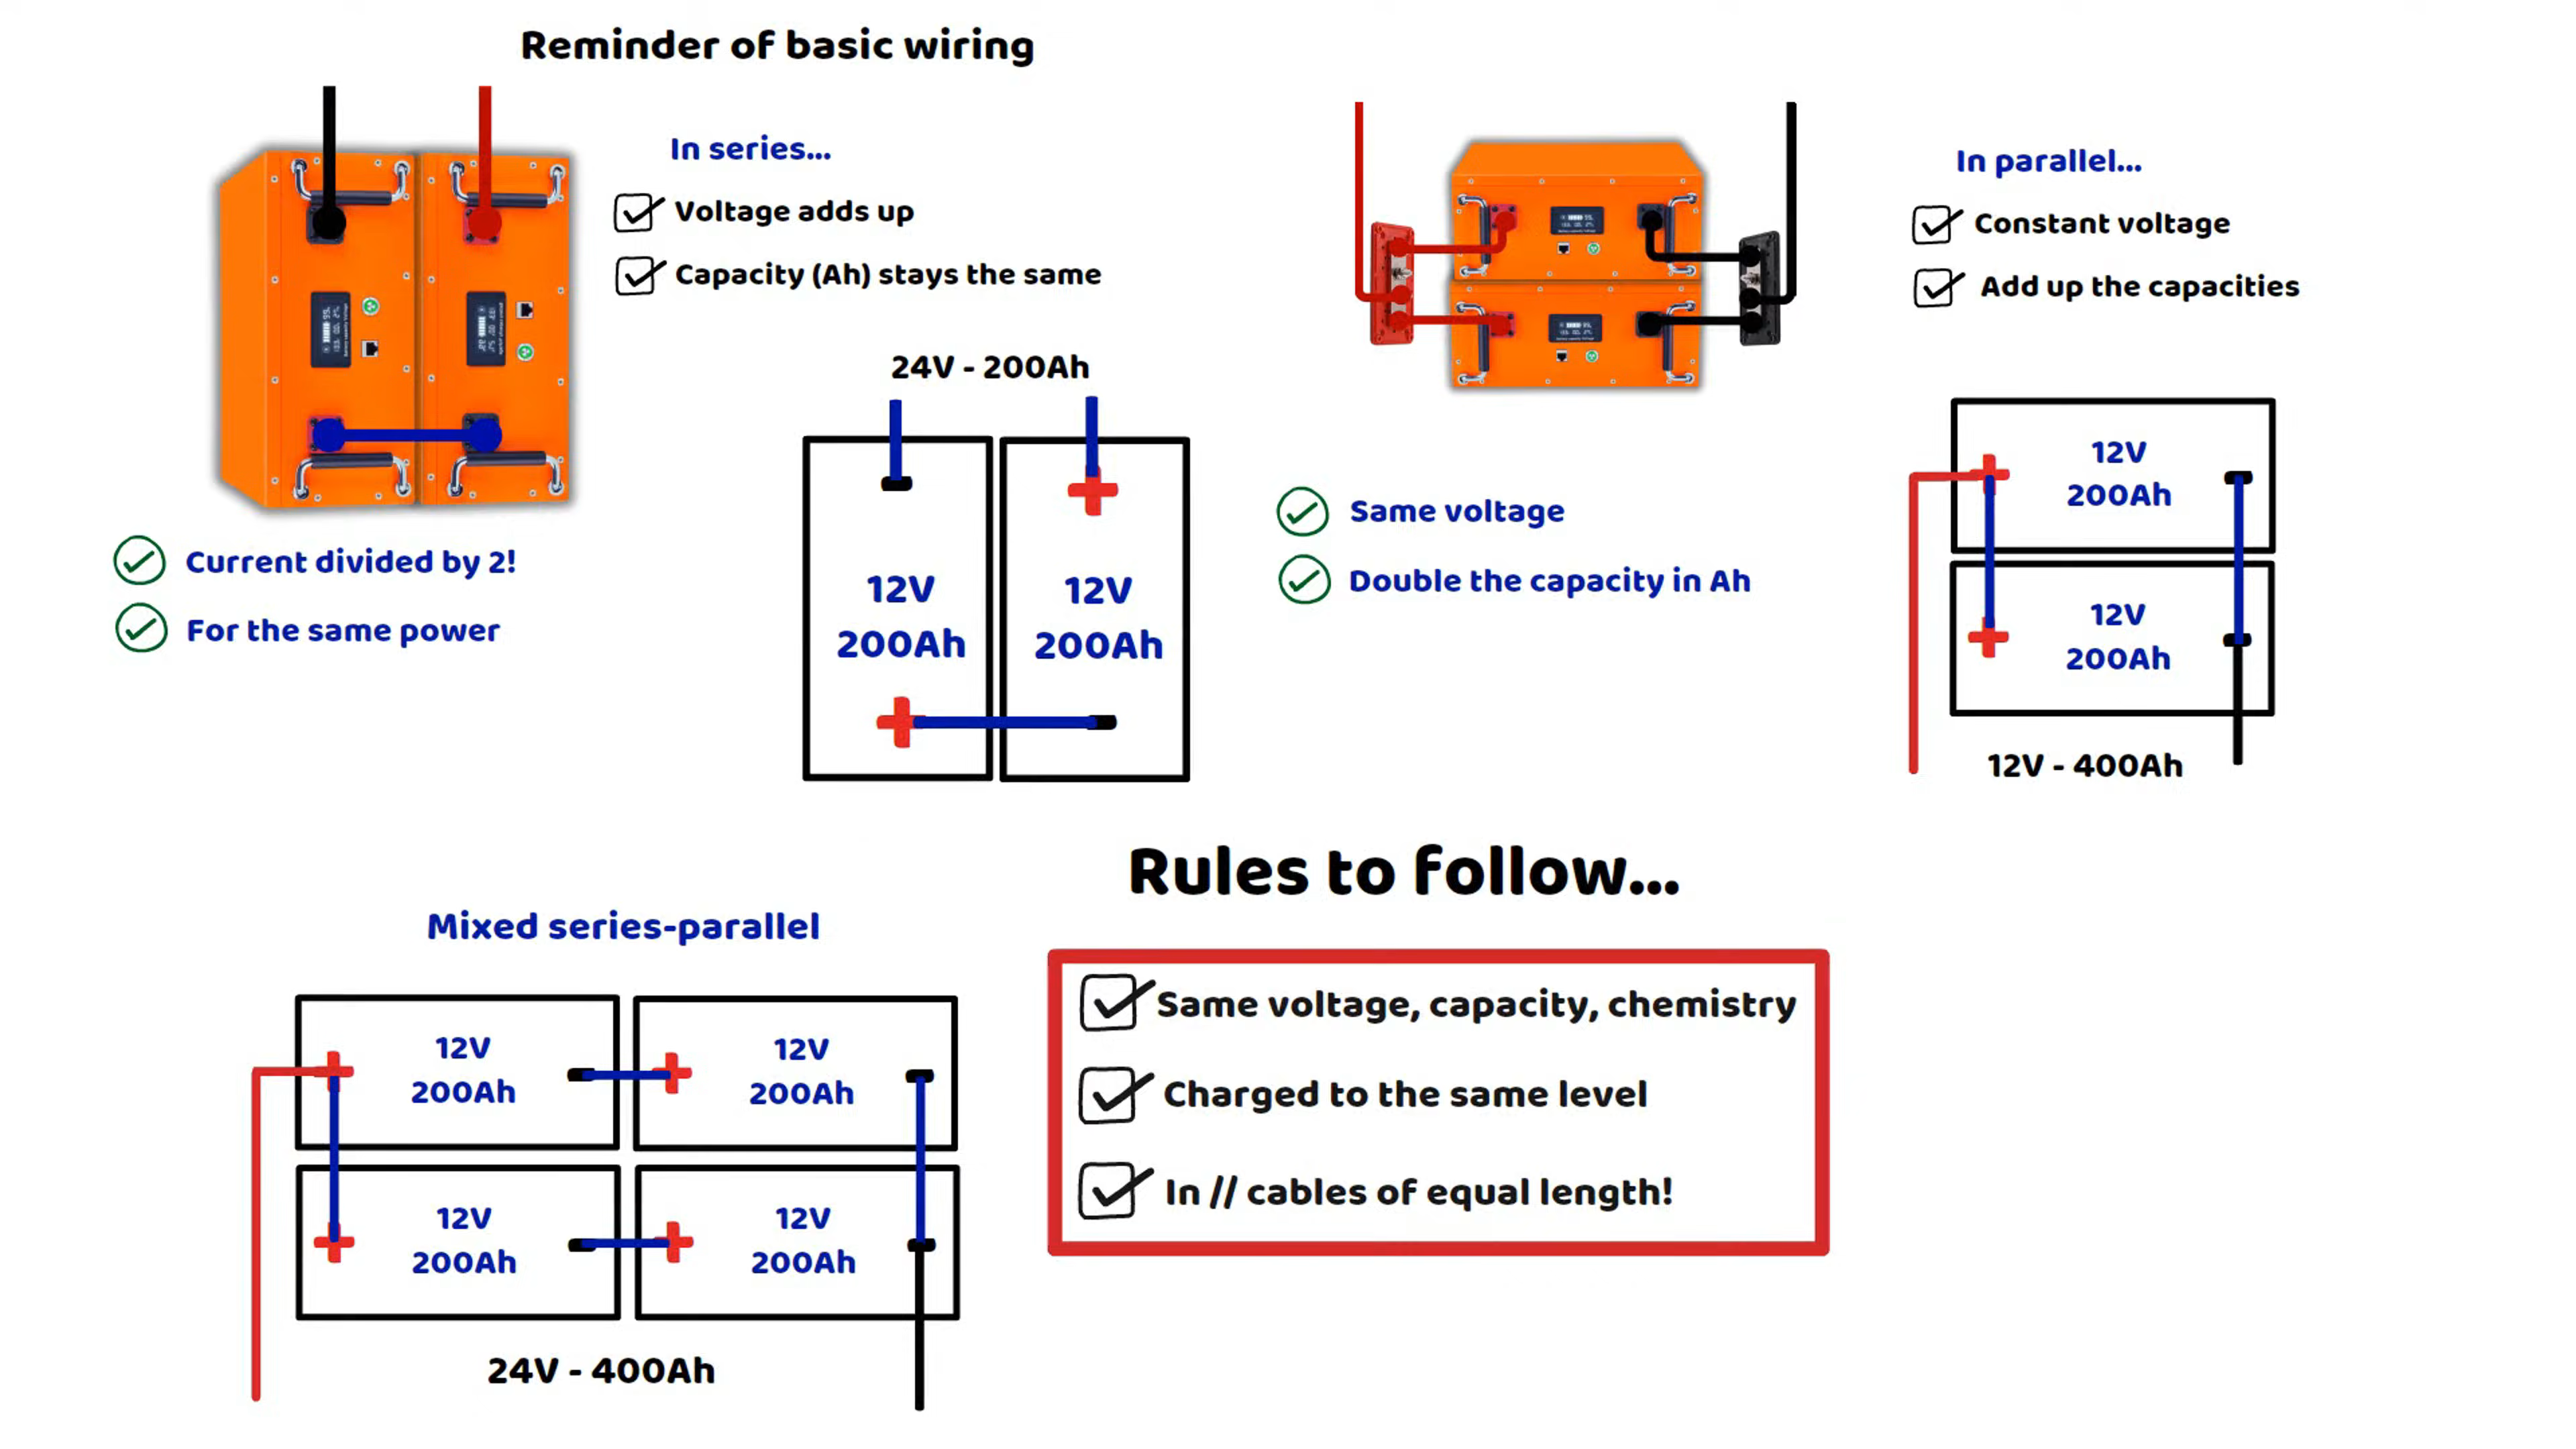 Reminder of basic wiring
In series...
Voltage adds up
Capacity (Ah) stays the same
Current divided by 2!
For the same power
24V - 200Ah
12V
200Ah
12V
200Ah
In parallel...
Constant voltage
Add up the capacities
Same voltage
Double the capacity in Ah
12V
200Ah
12V
200Ah
12V - 400Ah
Mixed series-parallel
12V
200Ah
12V
200Ah
12V
200Ah
12V
200Ah
24V - 400Ah
Rules to follow...
Same voltage, capacity, chemistry
Charged to the same level
In // cables of equal length!